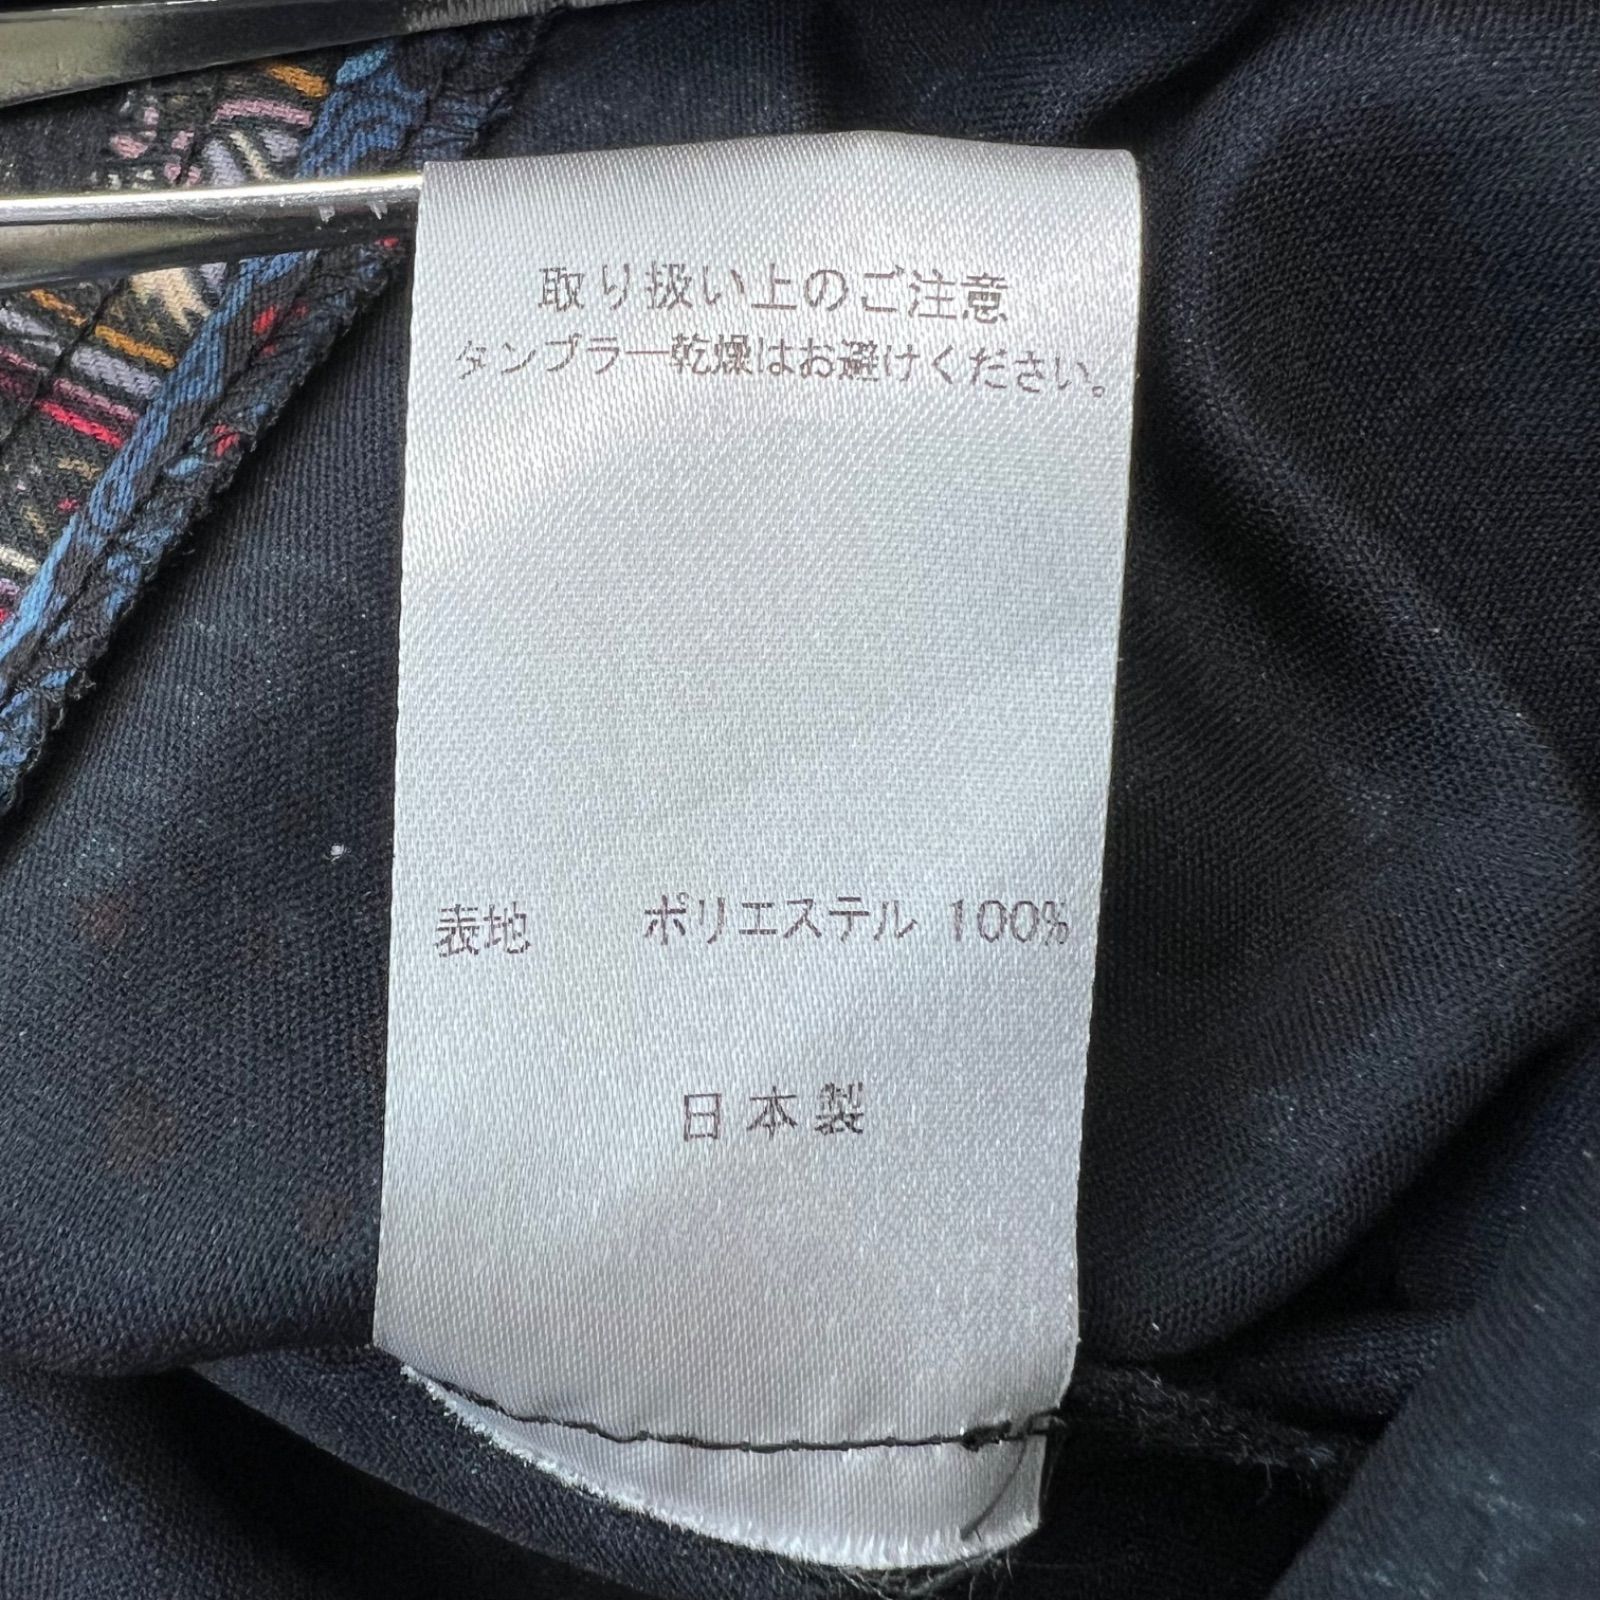 取り扱い上のご注意
タンブラー乾燥はお避けください。
表地 ポリエステル 100%
日本製